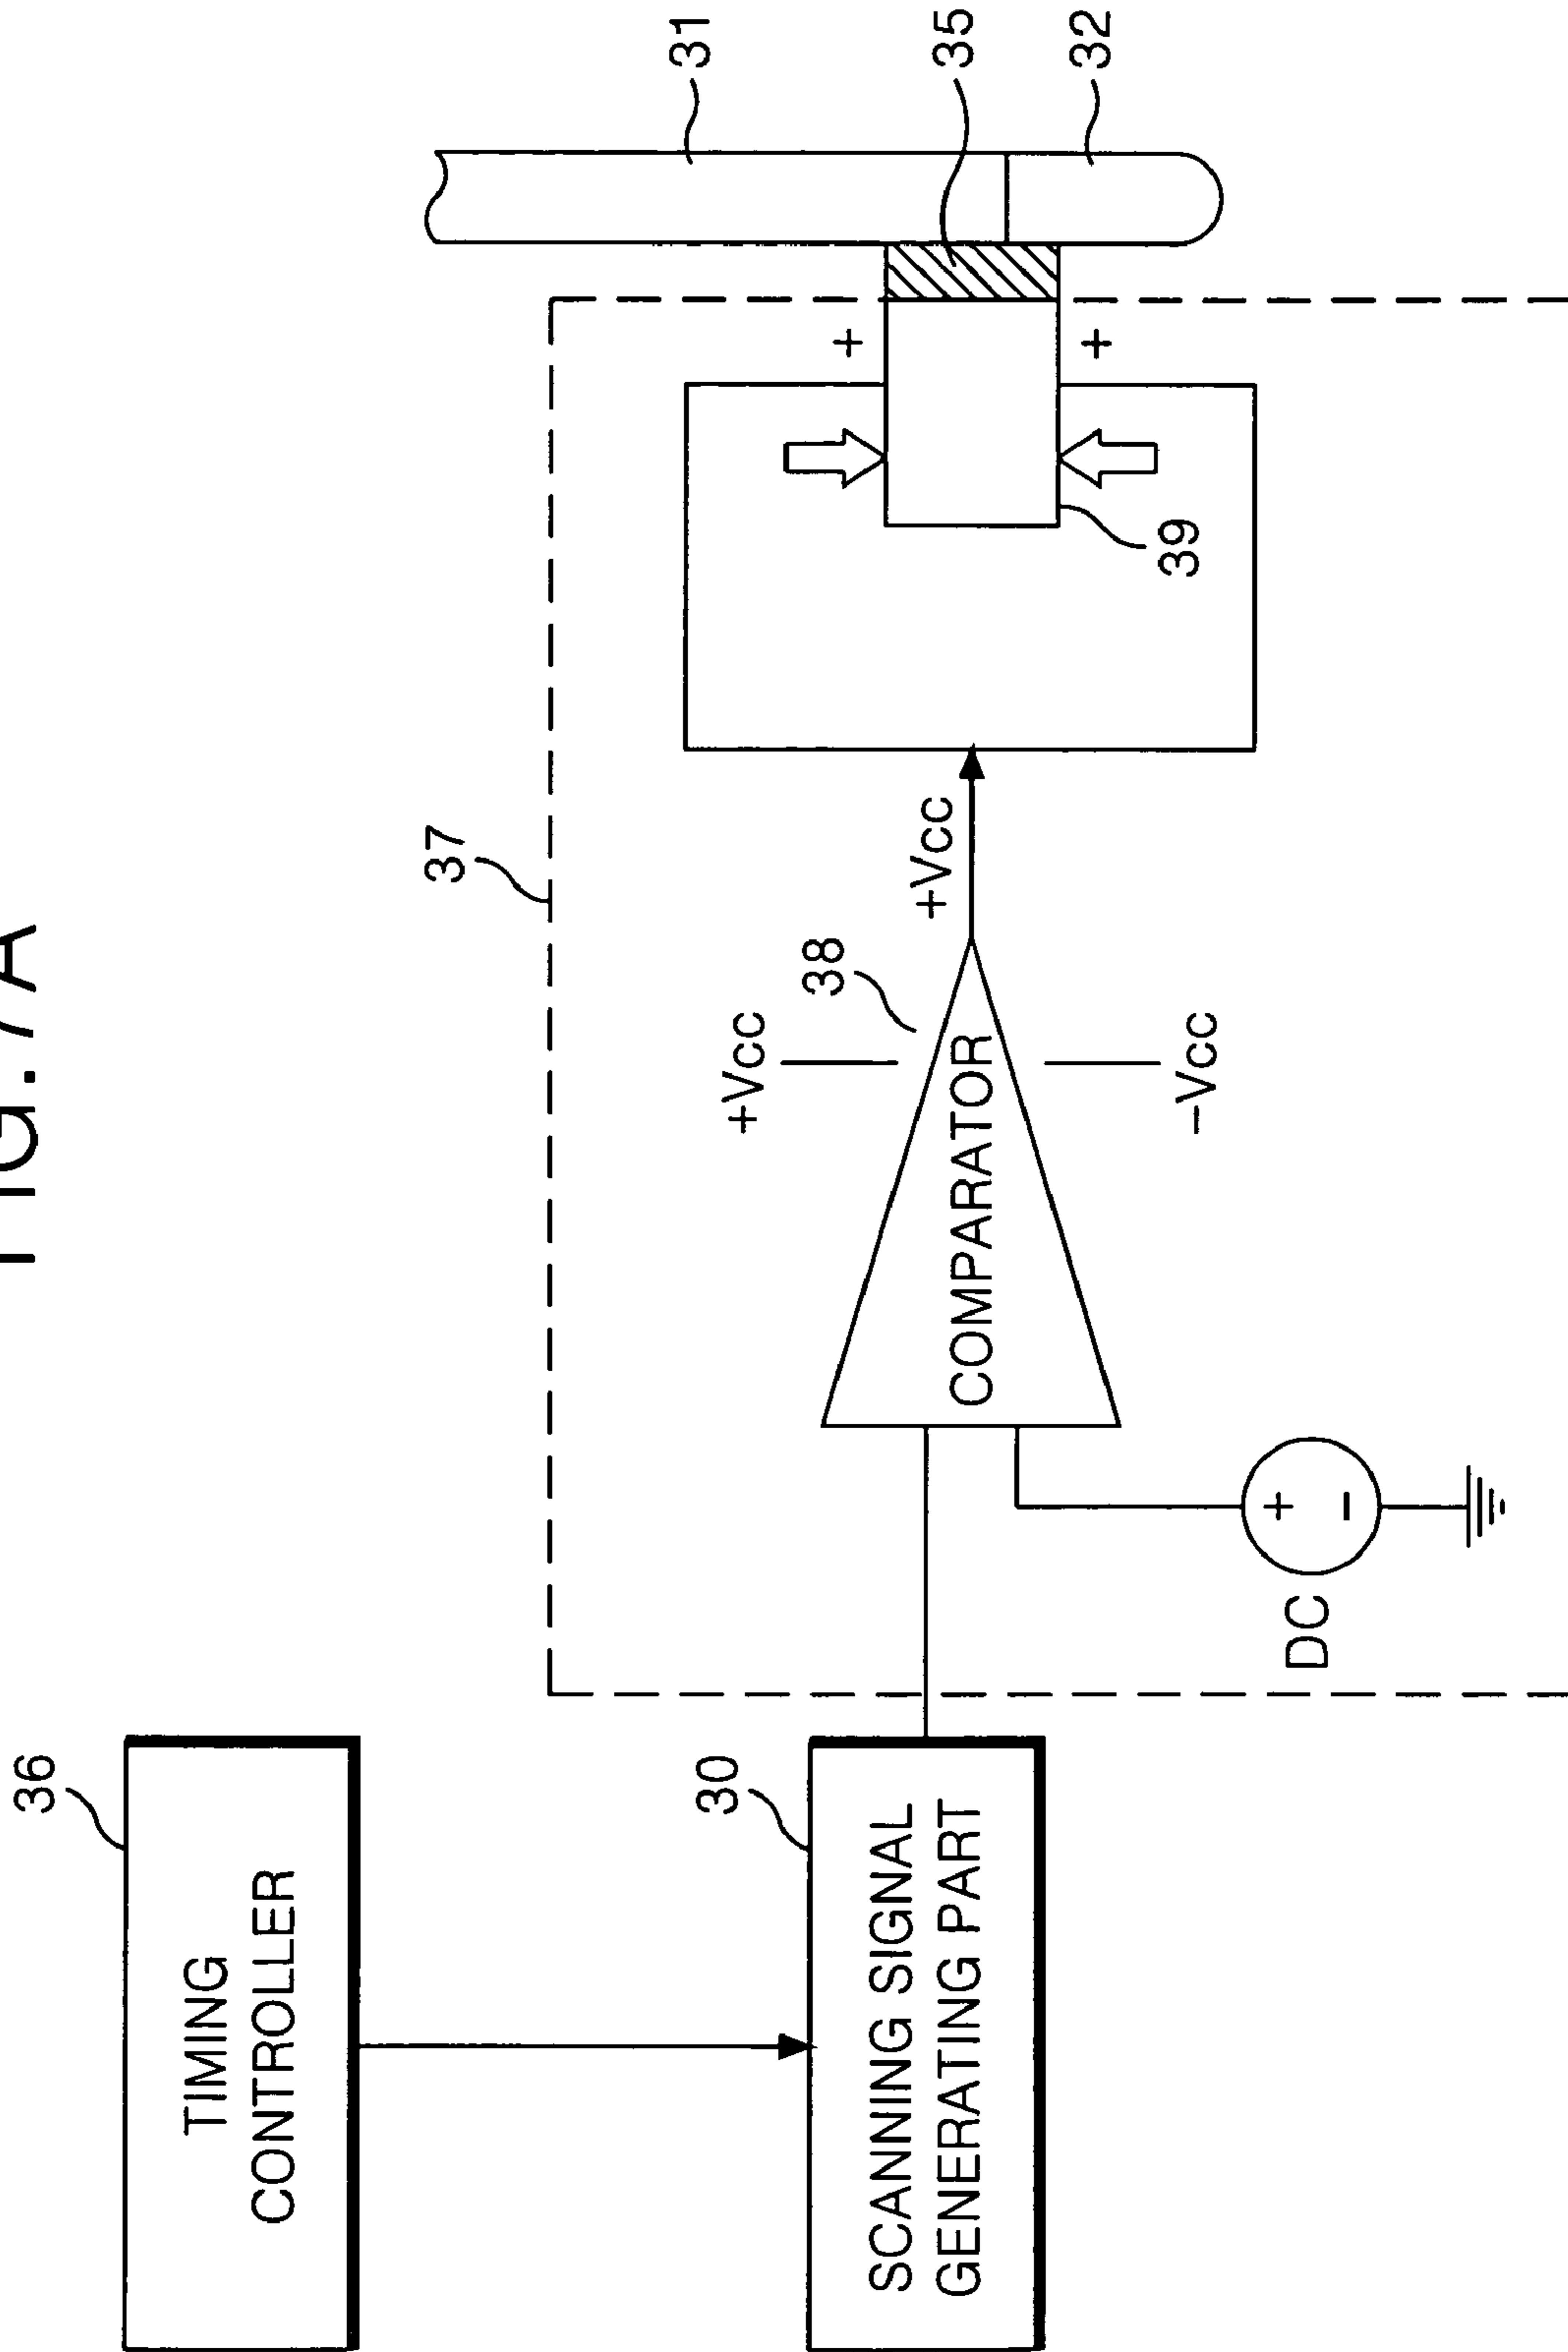 FIG.7A
36
TIMING
CONTROLLER
37
31
30
SCANNING SIGNAL
GENERATING PART
+Vcc
38
COMPARATOR
-Vcc
+Vcc
DC
+
-
+
+
39
35
32